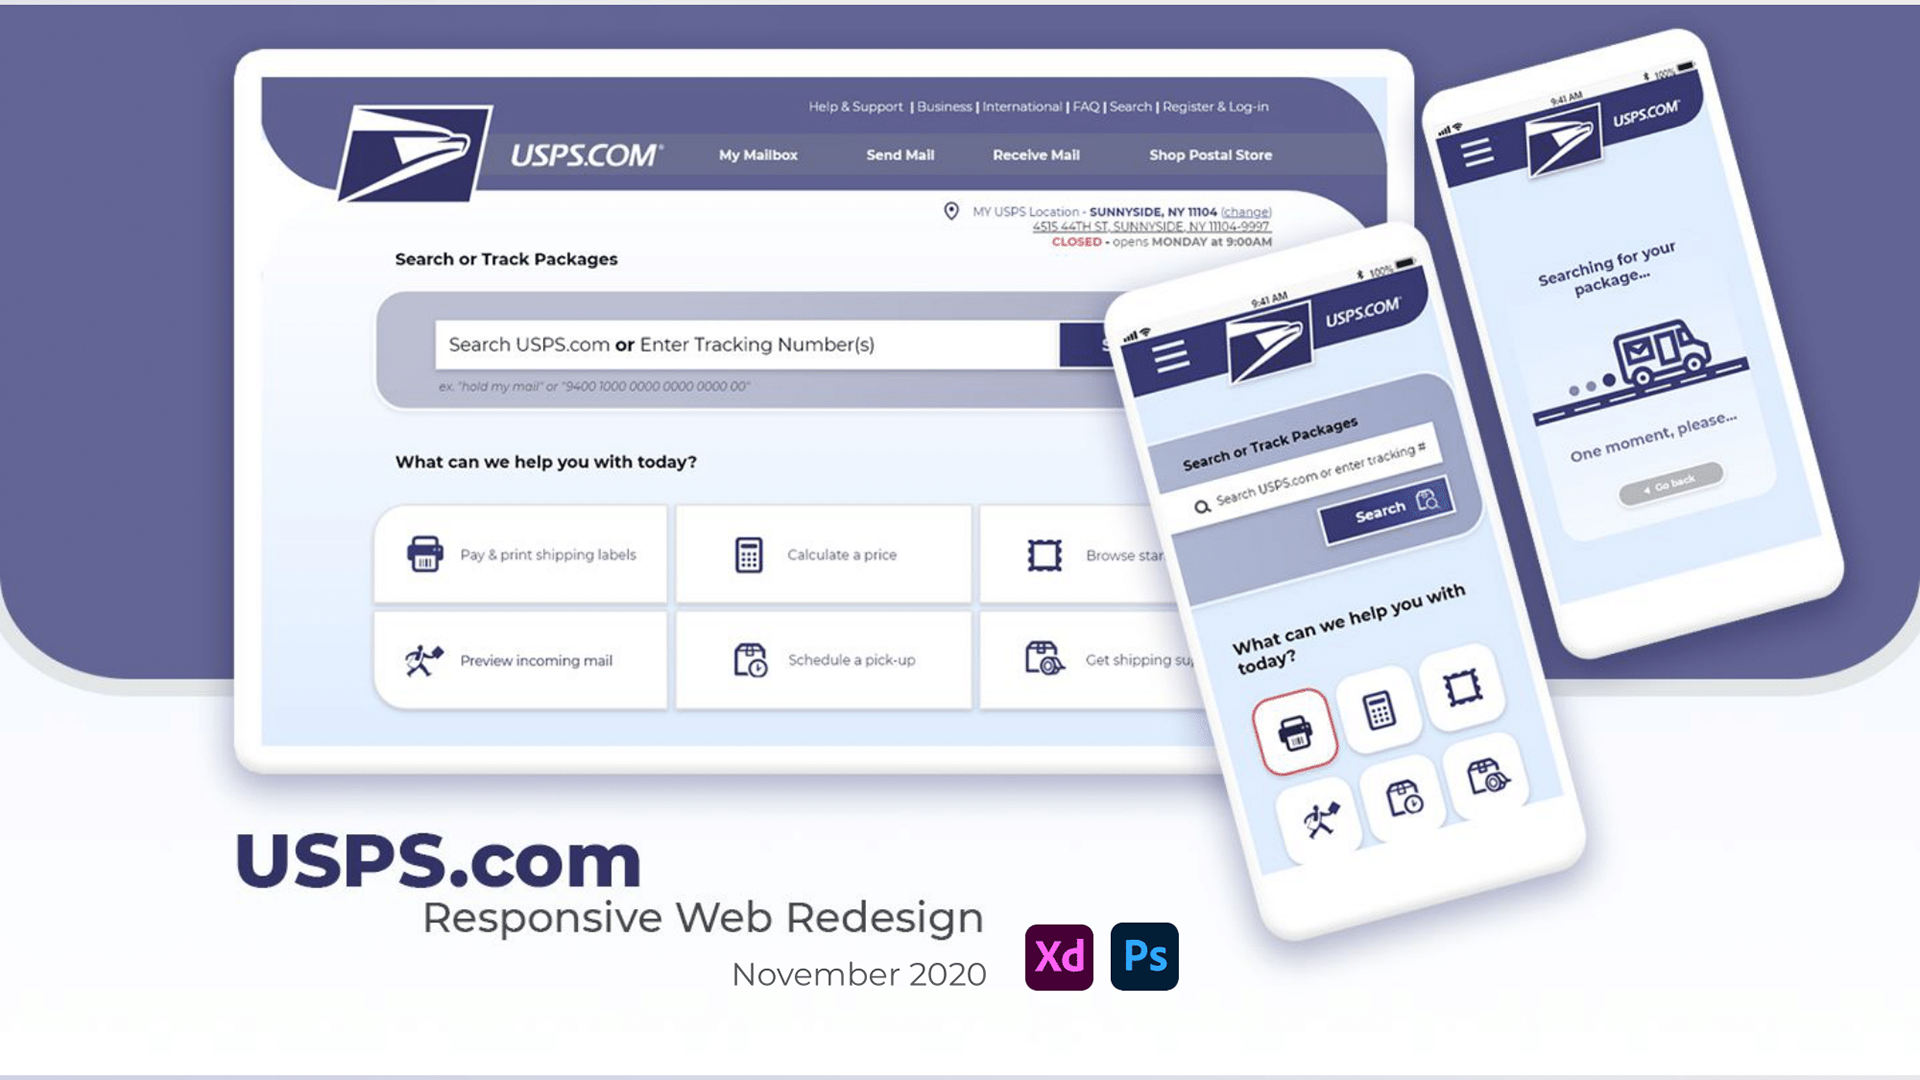 Help & Support | Business | International | FAQ | Search | Register & Log-in
USPS.COM®
My Mailbox
Send Mail
Receive Mail
Shop Postal Store
MY USPS Location - SUNNYSIDE, NY 11104 (change)
4515 44TH ST, SUNNYSIDE, NY 11104-9997
CLOSED - opens MONDAY at 9:00AM
Search or Track Packages
Search USPS.com or Enter Tracking Number(s)
ex. "hold my mail" or "9400 1000 0000 0000 0000 00"
What can we help you with today?
Pay & print shipping labels
Calculate a price
Browse
Preview incoming mail
Schedule a pick-up
Get shipping
9:41 AM
100%
USPS.COM
Search or Track Packages
Search USPS.com or enter tracking #
Search
What can we help you with
today?
9:41 AM
100%
USPS.COM
Searching for your
package...
One moment, please...
Go back
USPS.com
Responsive Web Redesign
November 2020
Xd
Ps